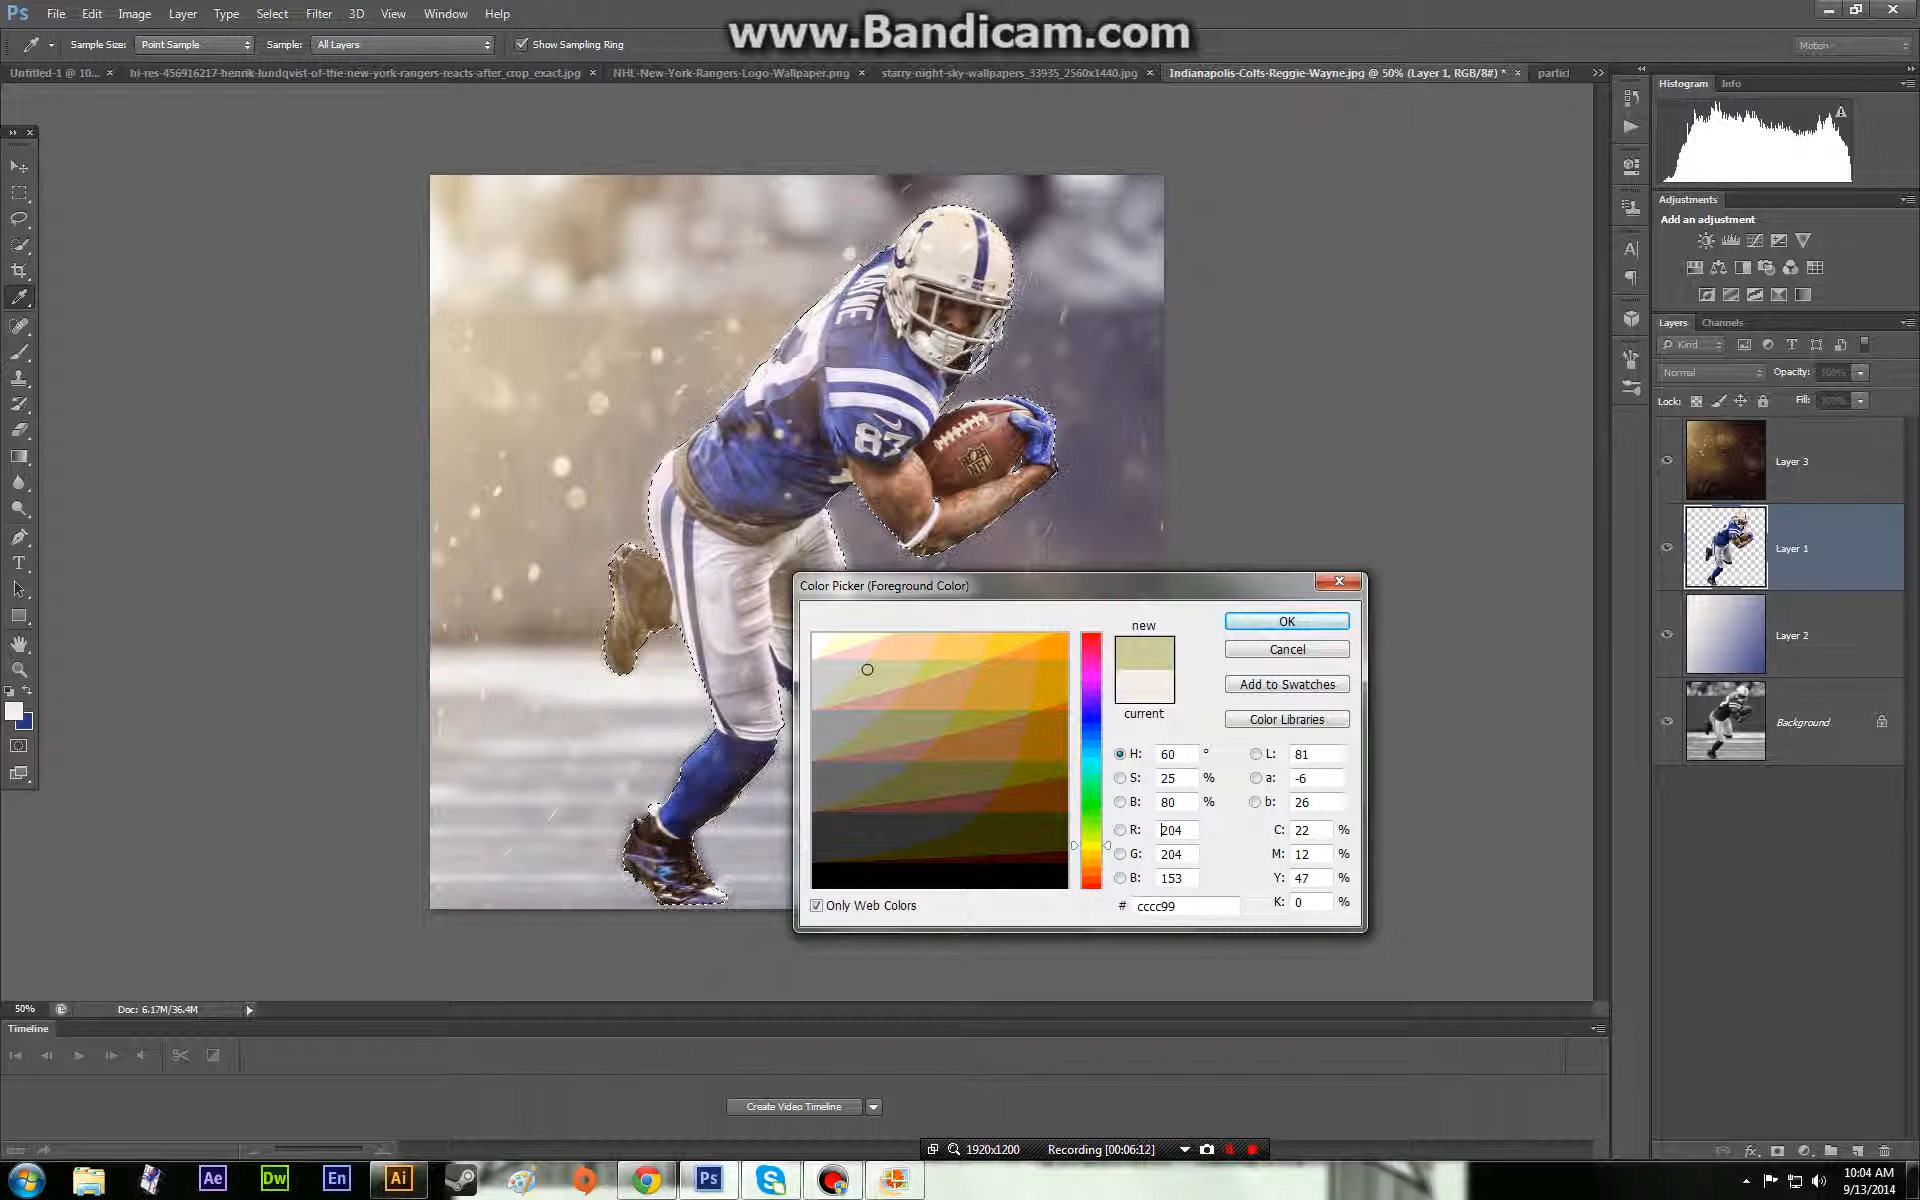 www.Bandicam.com
Ps File Edit Image Layer Type Select Filter 3D View Window Help
Sample Size: Point Sample Sample: All Layers Show Sampling Ring Motion
Untitled-1 @ 10... × hi-res-456916217-henrik-lundqvist-of-the-new-york-rangers-reacts-after_crop_exact.jpg × NHL-New-York-Rangers-Logo-Wallpaper.png × starry-night-sky-wallpapers_33935_2560x1440.jpg × Indianapolis-Colts-Reggie-Wayne.jpg @ 50% (Layer 1, RGB/8#) * × particl
Histogram Info
Adjustments
Add an adjustment
Layers Channels
Kind
Normal Opacity: 100%
Lock: Fill: 100%
Layer 3
Layer 1
Layer 2
Background
WAYNE
83
NFL
Color Picker (Foreground Color)
new
current
OK
Cancel
Add to Swatches
Color Libraries
H: 60 ° L: 81
S: 25 % a: -6
B: 80 % b: 26
R: 204 C: 22 %
G: 204 M: 12 %
B: 153 Y: 47 %
# cccc99 K: 0 %
Only Web Colors
50% Doc: 6.17M/36.4M
Timeline
Create Video Timeline
1920x1200 Recording [00:06:12]
Ae Dw En Ai Ps
10:04 AM
9/13/2014